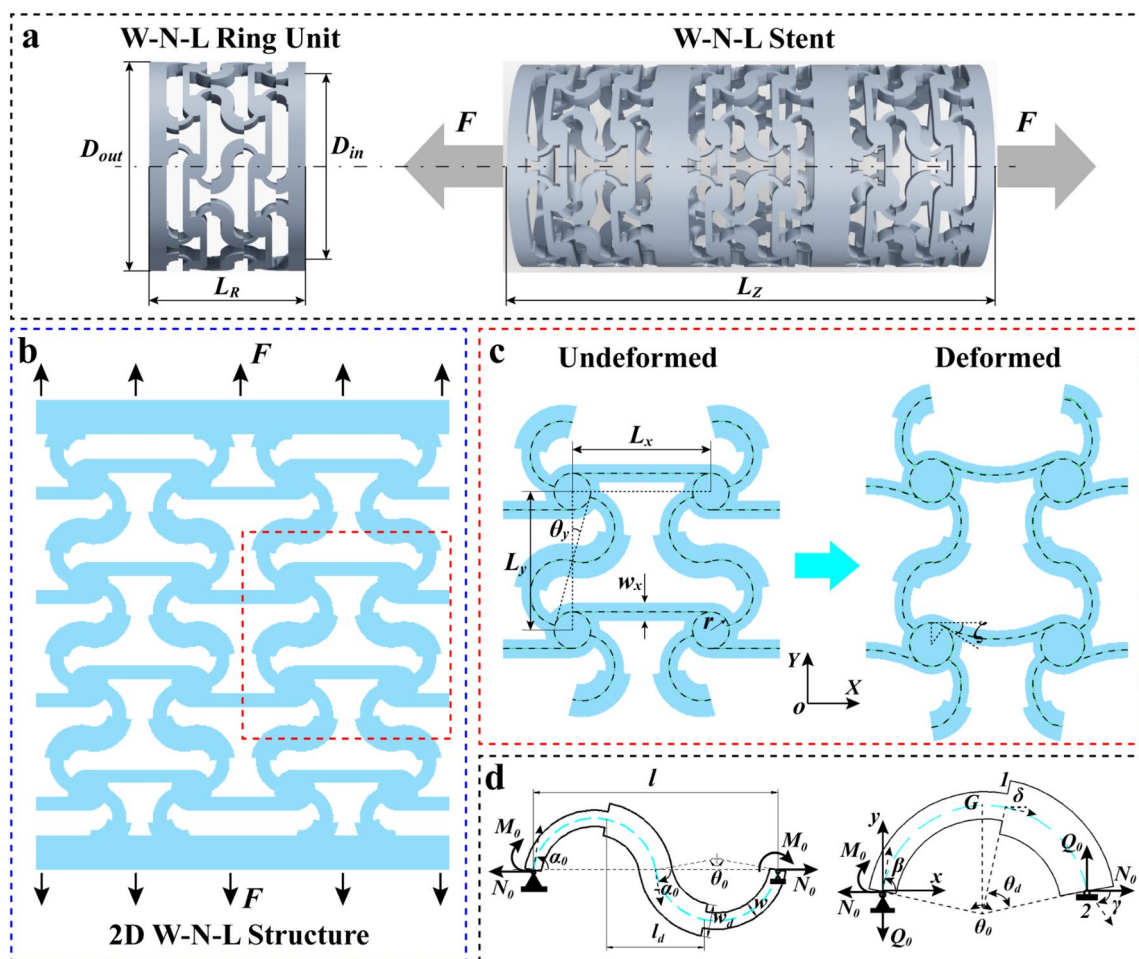 a
W-N-L Ring Unit
W-N-L Stent
D_out
D_in
F
F
L_R
L_Z
b
F
F
2D W-N-L Structure
c
Undeformed
Deformed
L_x
θ_y
L_y
w_x
r
Y
o
X
ζ
d
l
M_0
α_0
N_0
α_0
θ_0
w_d
w
l_d
M_0
N_0
1
G
δ
y
M_0
β
x
N_0
Q_0
θ_0
θ_d
Q_0
N_0
2
γ